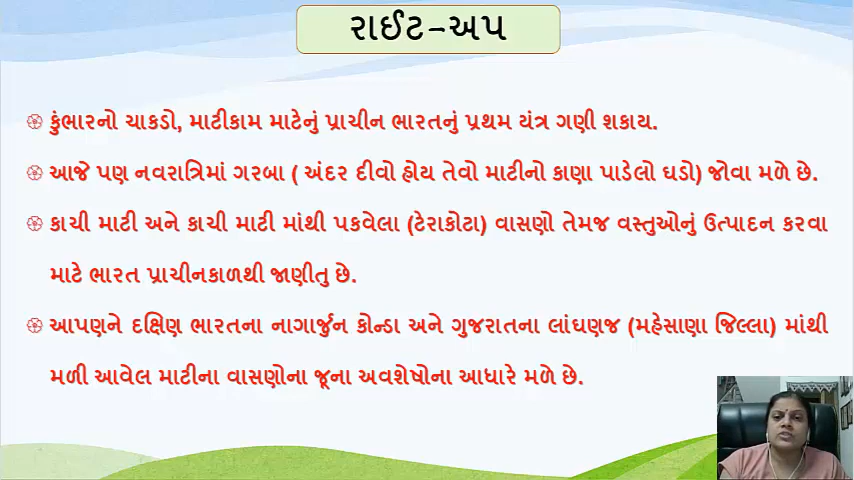 રાઈટ-અપ
કુંભારનો ચાકડો, માટીકામ માટેનું પ્રાચીન ભારતનું પ્રથમ યંત્ર ગણી શકાય.
આજે પણ નવરાત્રિમાં ગરબા ( અંદર દીવો હોય તેવો માટીનો કાણા પાડેલો ઘડો) જોવા મળે છે.
કાચી માટી અને કાચી માટી માંથી પકવેલા (ટેરાકોટા) વાસણો તેમજ વસ્તુઓનું ઉત્પાદન કરવા
માટે ભારત પ્રાચીનકાળથી જાણીતુ છે.
આપણને દક્ષિણ ભારતના નાગાર્જુન કોન્ડા અને ગુજરાતના લાંઘણજ (મહેસાણા જિલ્લા) માંથી
મળી આવેલ માટીના વાસણોના જૂના અવશેષોના આધારે મળે છે.